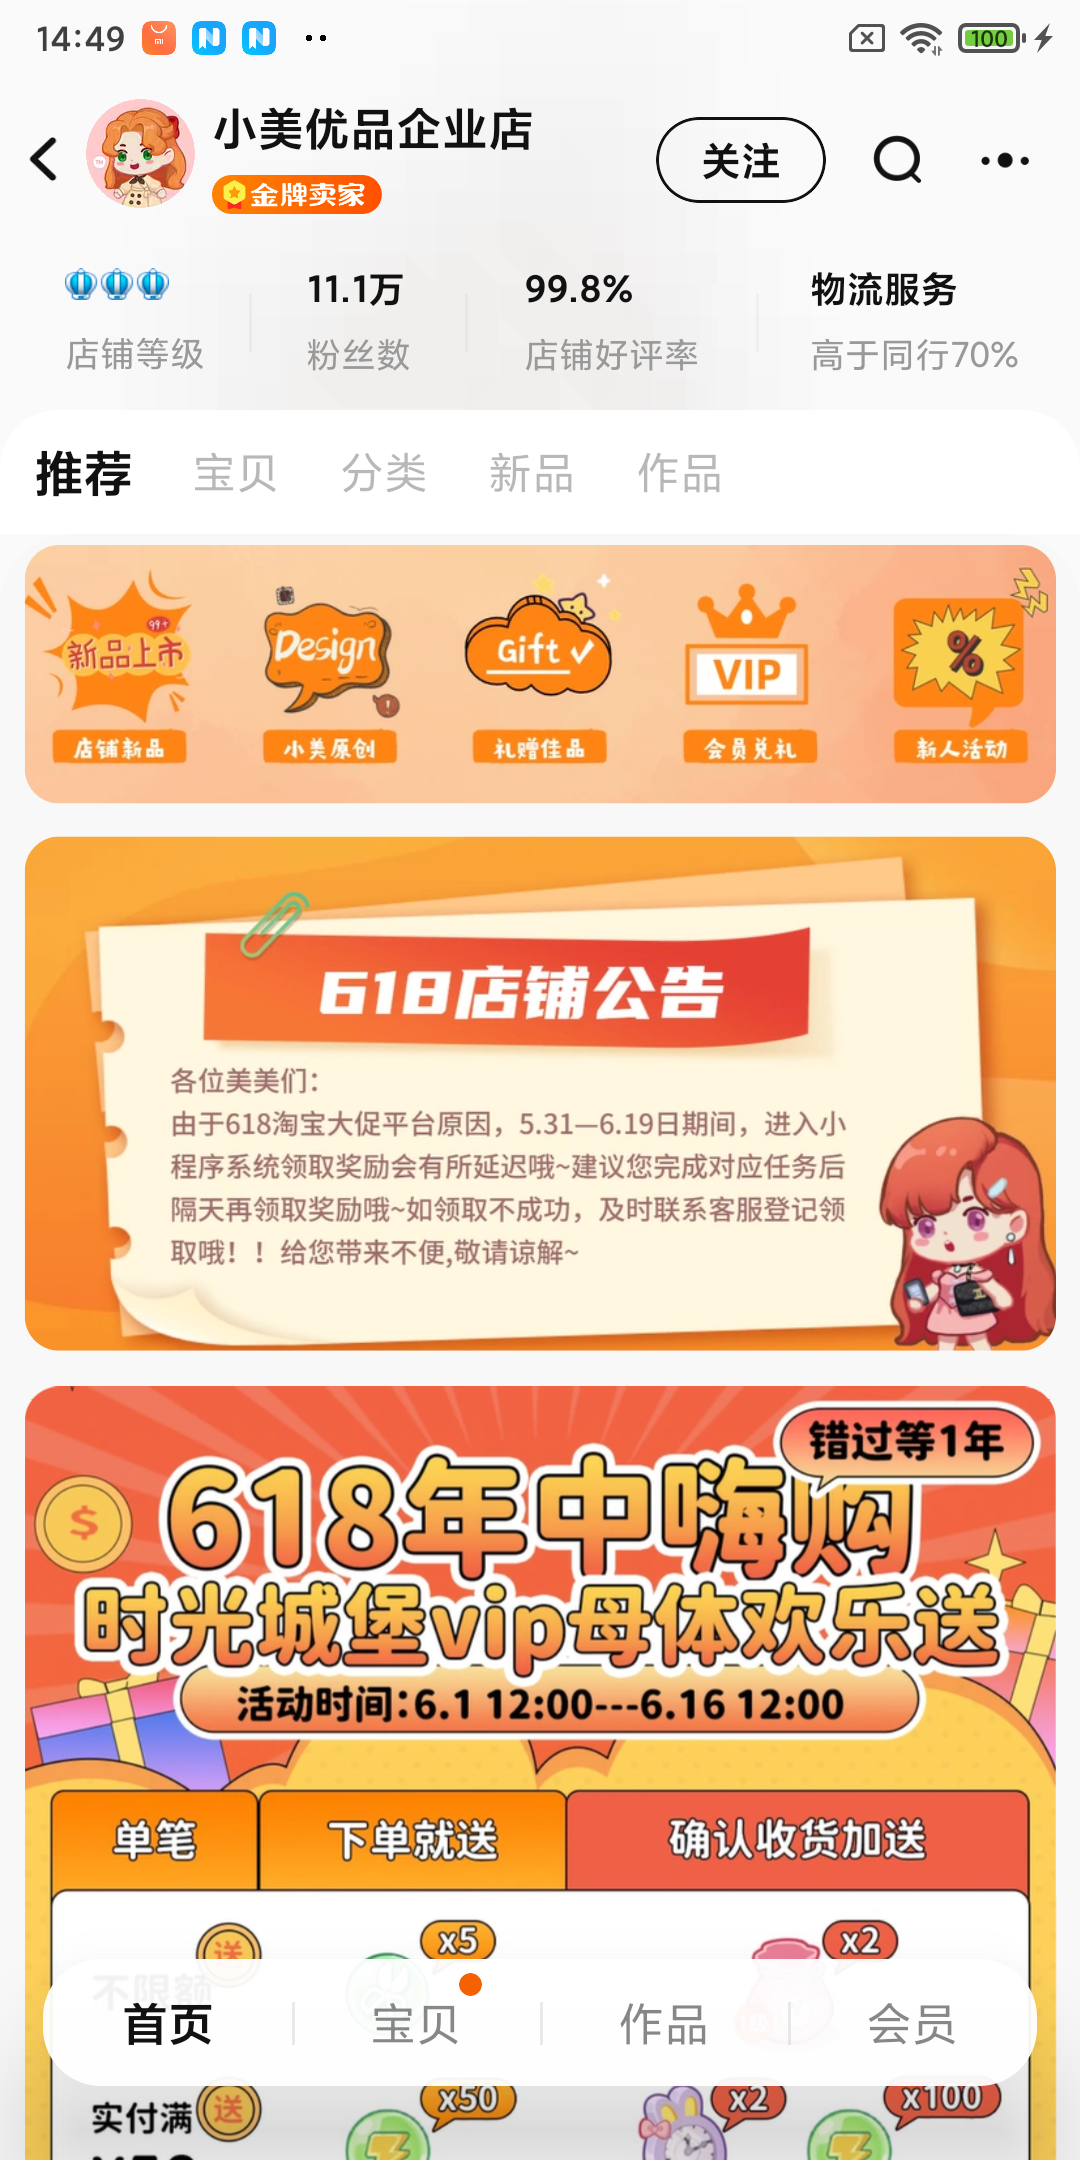 14:49
100
小美优品企业店
关注
金牌卖家
11.1万
99.8%
物流服务
店铺等级
粉丝数
店铺好评率
高于同行70%
推荐
宝贝
分类
新品
作品
99+
新品上市
Design
Gift
VIP
%
店铺新品
小美原创
礼赠佳品
会员兑礼
新人活动
618店铺公告
各位美美们:
由于618淘宝大促平台原因，5.31—6.19日期间，进入小
程序系统领取奖励会有所延迟哦~建议您完成对应任务后
隔天再领取奖励哦~如领取不成功，及时联系客服登记领
取哦！！给您带来不便,敬请谅解~
错过等1年
618年中嗨购
时光城堡vip母体欢乐送
活动时间:6.1 12:00---6.16 12:00
单笔
下单就送
确认收货加送
送
x5
x2
不限额
首页
宝贝
作品
会员
实付满
送
x50
x2
x100